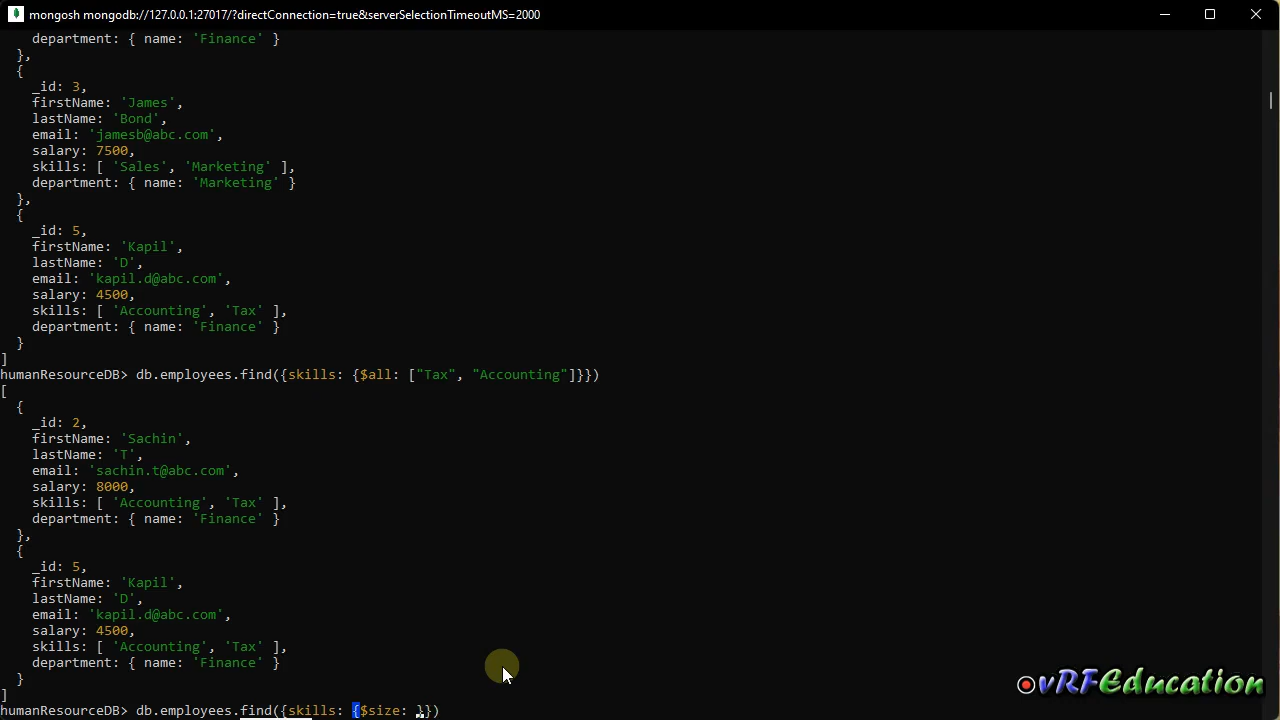 mongosh mongodb://127.0.0.1:27017/?directConnection=true&serverSelectionTimeoutMS=2000
    department: { name: 'Finance' }
  },
  {
    _id: 3,
    firstName: 'James',
    lastName: 'Bond',
    email: 'jamesb@abc.com',
    salary: 7500,
    skills: [ 'Sales', 'Marketing' ],
    department: { name: 'Marketing' }
  },
  {
    _id: 5,
    firstName: 'Kapil',
    lastName: 'D',
    email: 'kapil.d@abc.com',
    salary: 4500,
    skills: [ 'Accounting', 'Tax' ],
    department: { name: 'Finance' }
  }
]
humanResourceDB> db.employees.find({skills: {$all: ["Tax", "Accounting"]}})
[
  {
    _id: 2,
    firstName: 'Sachin',
    lastName: 'T',
    email: 'sachin.t@abc.com',
    salary: 8000,
    skills: [ 'Accounting', 'Tax' ],
    department: { name: 'Finance' }
  },
  {
    _id: 5,
    firstName: 'Kapil',
    lastName: 'D',
    email: 'kapil.d@abc.com',
    salary: 4500,
    skills: [ 'Accounting', 'Tax' ],
    department: { name: 'Finance' }
  }
]
vRFEducation
humanResourceDB> db.employees.find({skills: {$size: }})